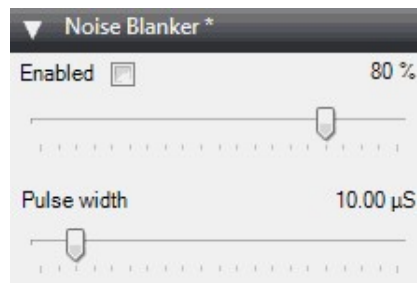 Noise Blanker *
Enabled 80 %
Pulse width 10.00 µS